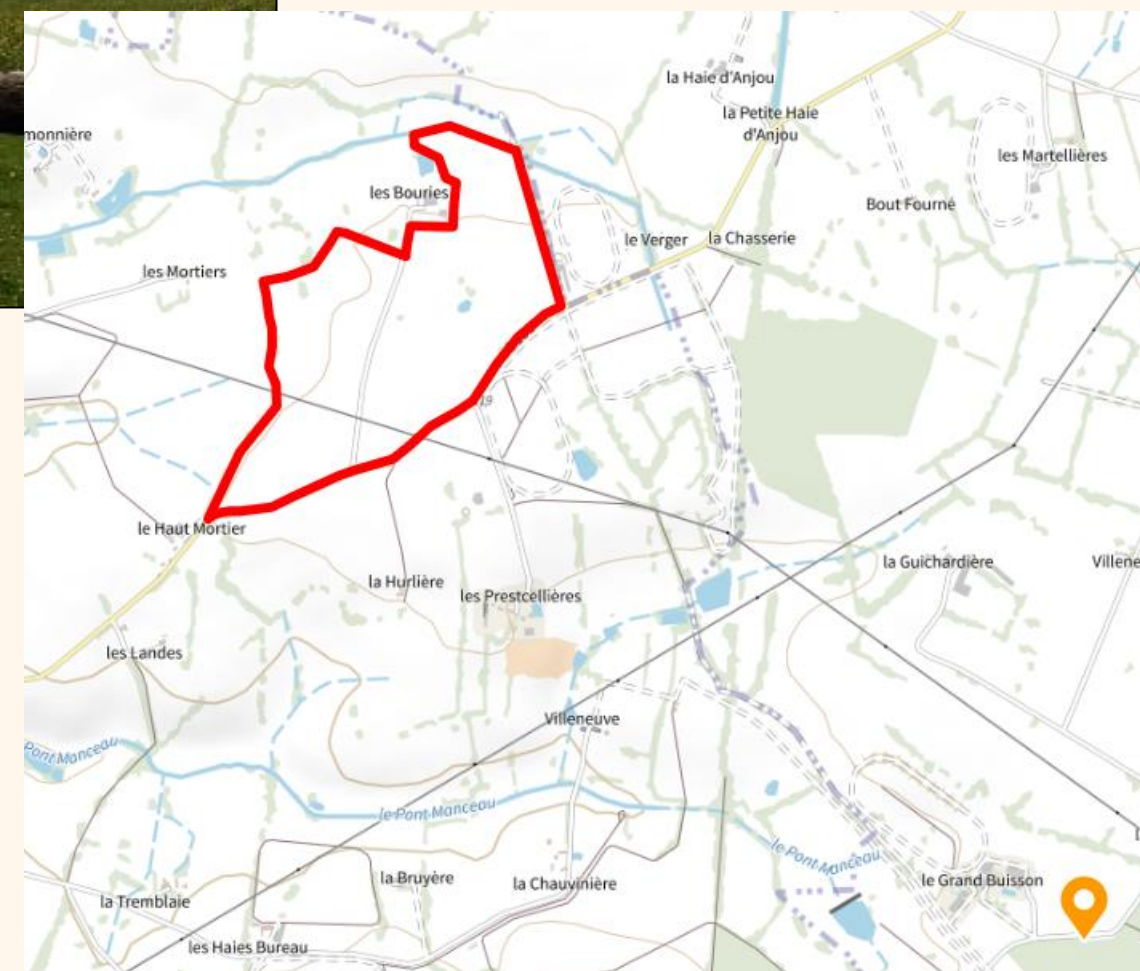 la Haie d'Anjou
la Petite Haie
d'Anjou
monnière
les Martellières
les Bouries
Bout Fourné
le Verger
la Chasserie
les Mortiers
le Haut Mortier
la Guichardière
Villene
la Hurlière
les Prestcellières
les Landes
Villeneuve
Pont Manceau
le Pont Manceau
le Pont Manceau
la Bruyère
la Chauvinière
le Grand Buisson
la Tremblaie
les Haies Bureau